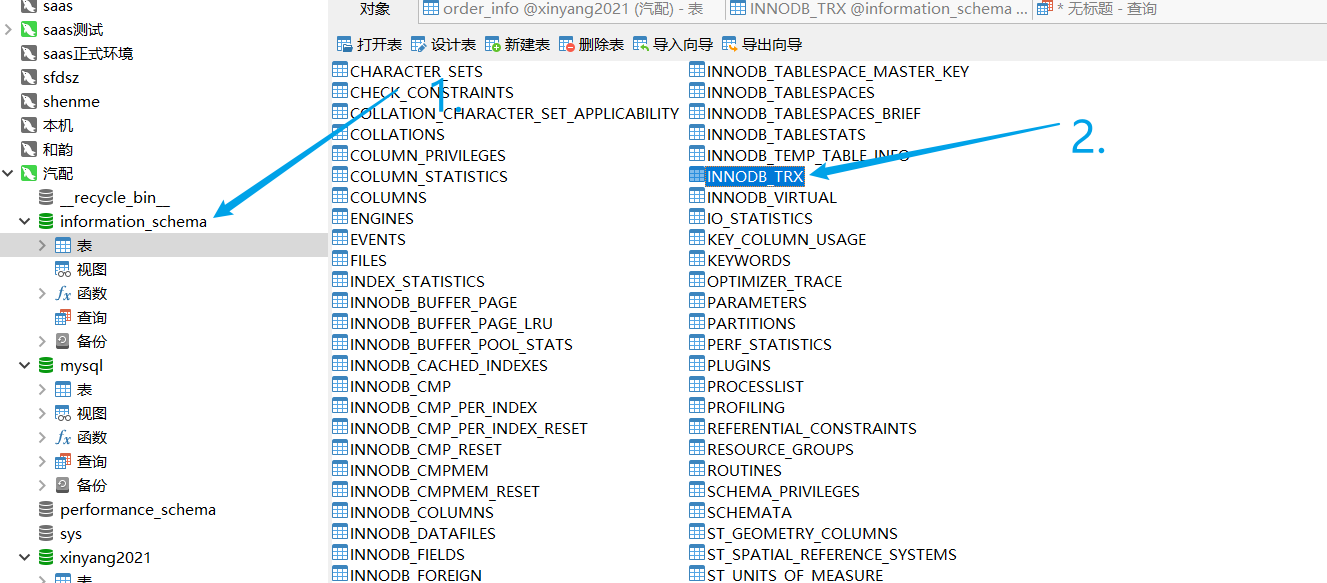 saas
saas测试
saas正式环境
sfdsz
shenme
本机
和韵
汽配
__recycle_bin__
information_schema
表
视图
函数
查询
备份
mysql
表
视图
函数
查询
备份
performance_schema
sys
xinyang2021
表
对象
order_info @xinyang2021 (汽配) - 表
INNODB_TRX @information_schema ...
* 无标题 - 查询
打开表 设计表 新建表 删除表 导入向导 导出向导
CHARACTER_SETS
CHECK_CONSTRAINTS
COLLATION_CHARACTER_SET_APPLICABILITY
COLLATIONS
COLUMN_PRIVILEGES
COLUMN_STATISTICS
COLUMNS
ENGINES
EVENTS
FILES
INDEX_STATISTICS
INNODB_BUFFER_PAGE
INNODB_BUFFER_PAGE_LRU
INNODB_BUFFER_POOL_STATS
INNODB_CACHED_INDEXES
INNODB_CMP
INNODB_CMP_PER_INDEX
INNODB_CMP_PER_INDEX_RESET
INNODB_CMP_RESET
INNODB_CMPMEM
INNODB_CMPMEM_RESET
INNODB_COLUMNS
INNODB_DATAFILES
INNODB_FIELDS
INNODB_FOREIGN
INNODB_TABLESPACE_MASTER_KEY
INNODB_TABLESPACES
INNODB_TABLESPACES_BRIEF
INNODB_TABLESTATS
INNODB_TEMP_TABLE_INFO
INNODB_TRX
INNODB_VIRTUAL
IO_STATISTICS
KEY_COLUMN_USAGE
KEYWORDS
OPTIMIZER_TRACE
PARAMETERS
PARTITIONS
PERF_STATISTICS
PLUGINS
PROCESSLIST
PROFILING
REFERENTIAL_CONSTRAINTS
RESOURCE_GROUPS
ROUTINES
SCHEMA_PRIVILEGES
SCHEMATA
ST_GEOMETRY_COLUMNS
ST_SPATIAL_REFERENCE_SYSTEMS
ST_UNITS_OF_MEASURE
1.
2.